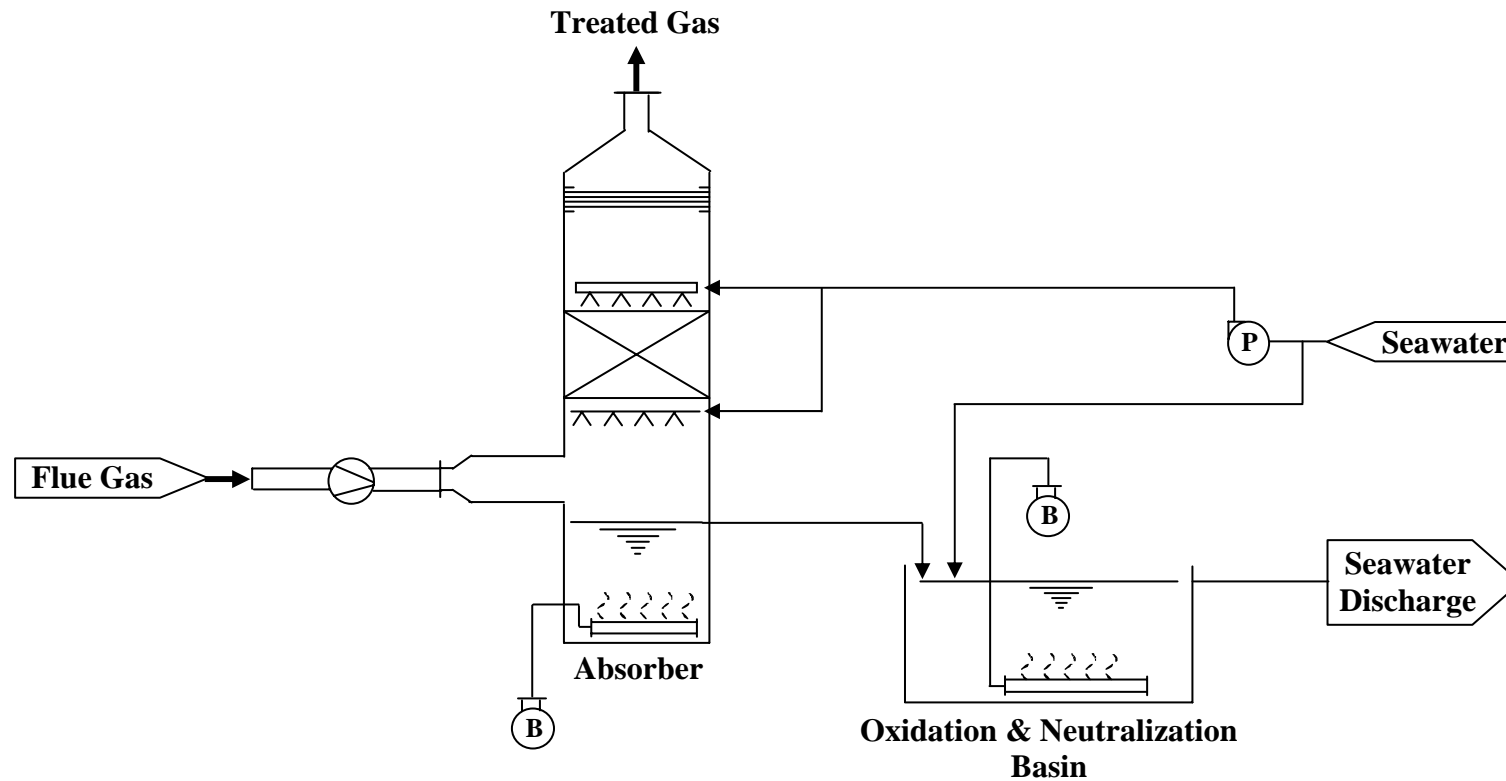 Treated Gas
P
Seawater
Flue Gas
B
Seawater
Discharge
Absorber
B
Oxidation & Neutralization
Basin